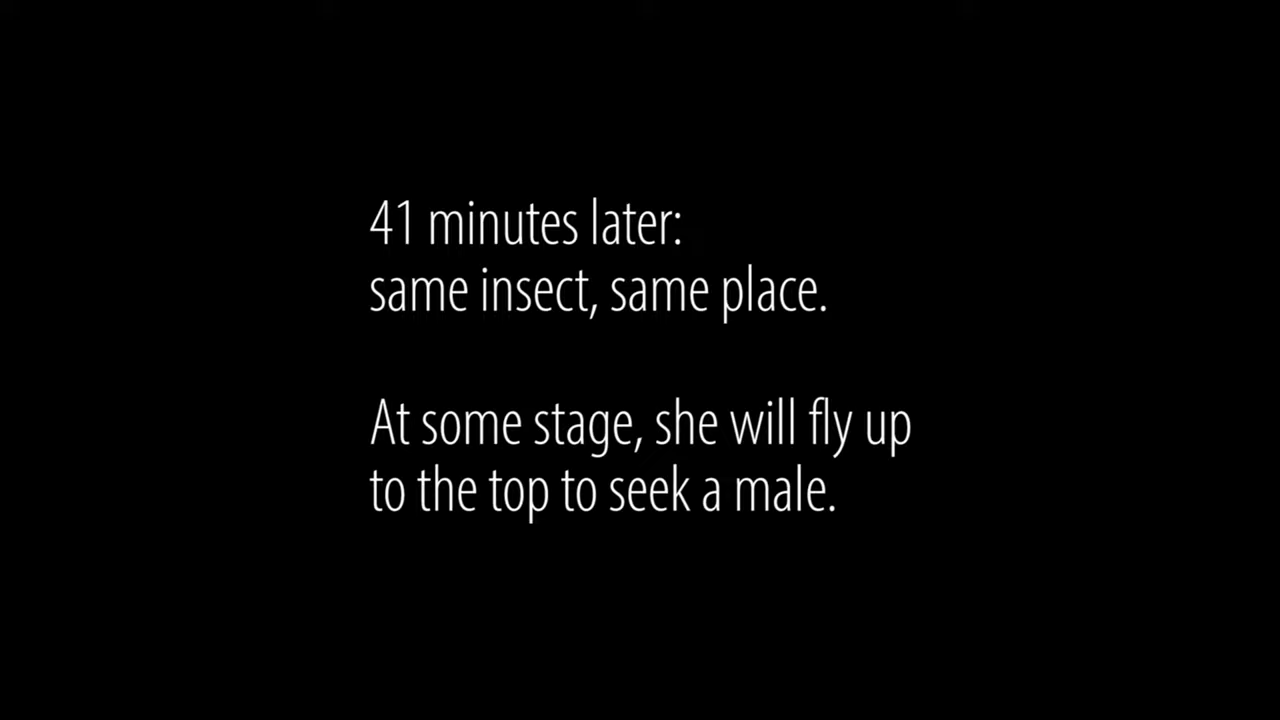 41 minutes later:
same insect, same place.
At some stage, she will fly up
to the top to seek a male.